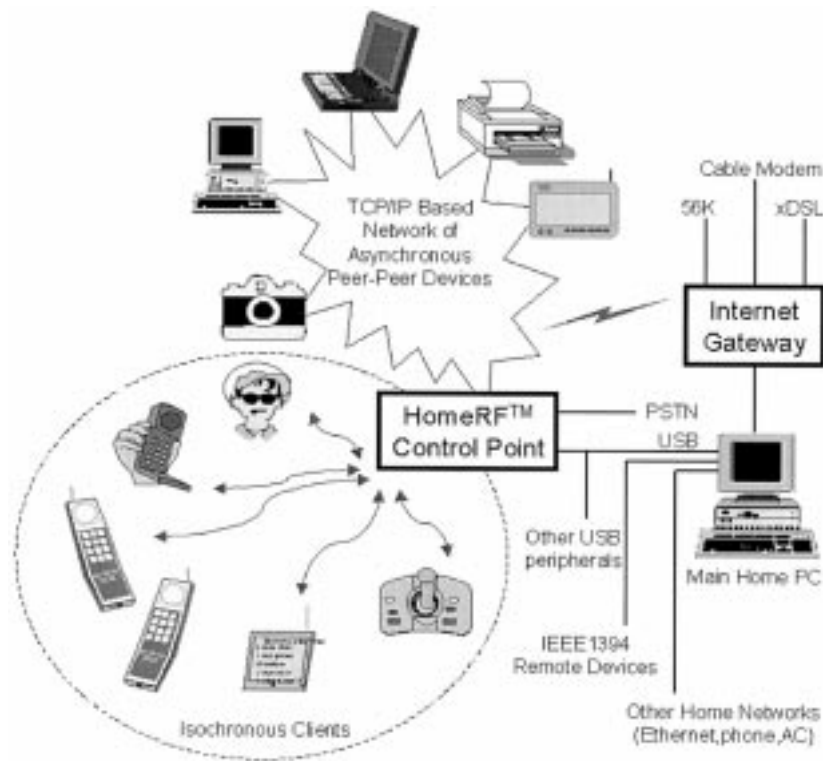 Cable Modem
56K
xDSL
TCP/IP Based
Network of
Asynchronous
Peer-Peer Devices
Internet
Gateway
HomeRF™
Control Point
PSTN
USB
Other USB
peripherals
Main Home PC
IEEE1394
Remote Devices
Isochronous Clients
Other Home Networks
(Ethernet,phone,AC)